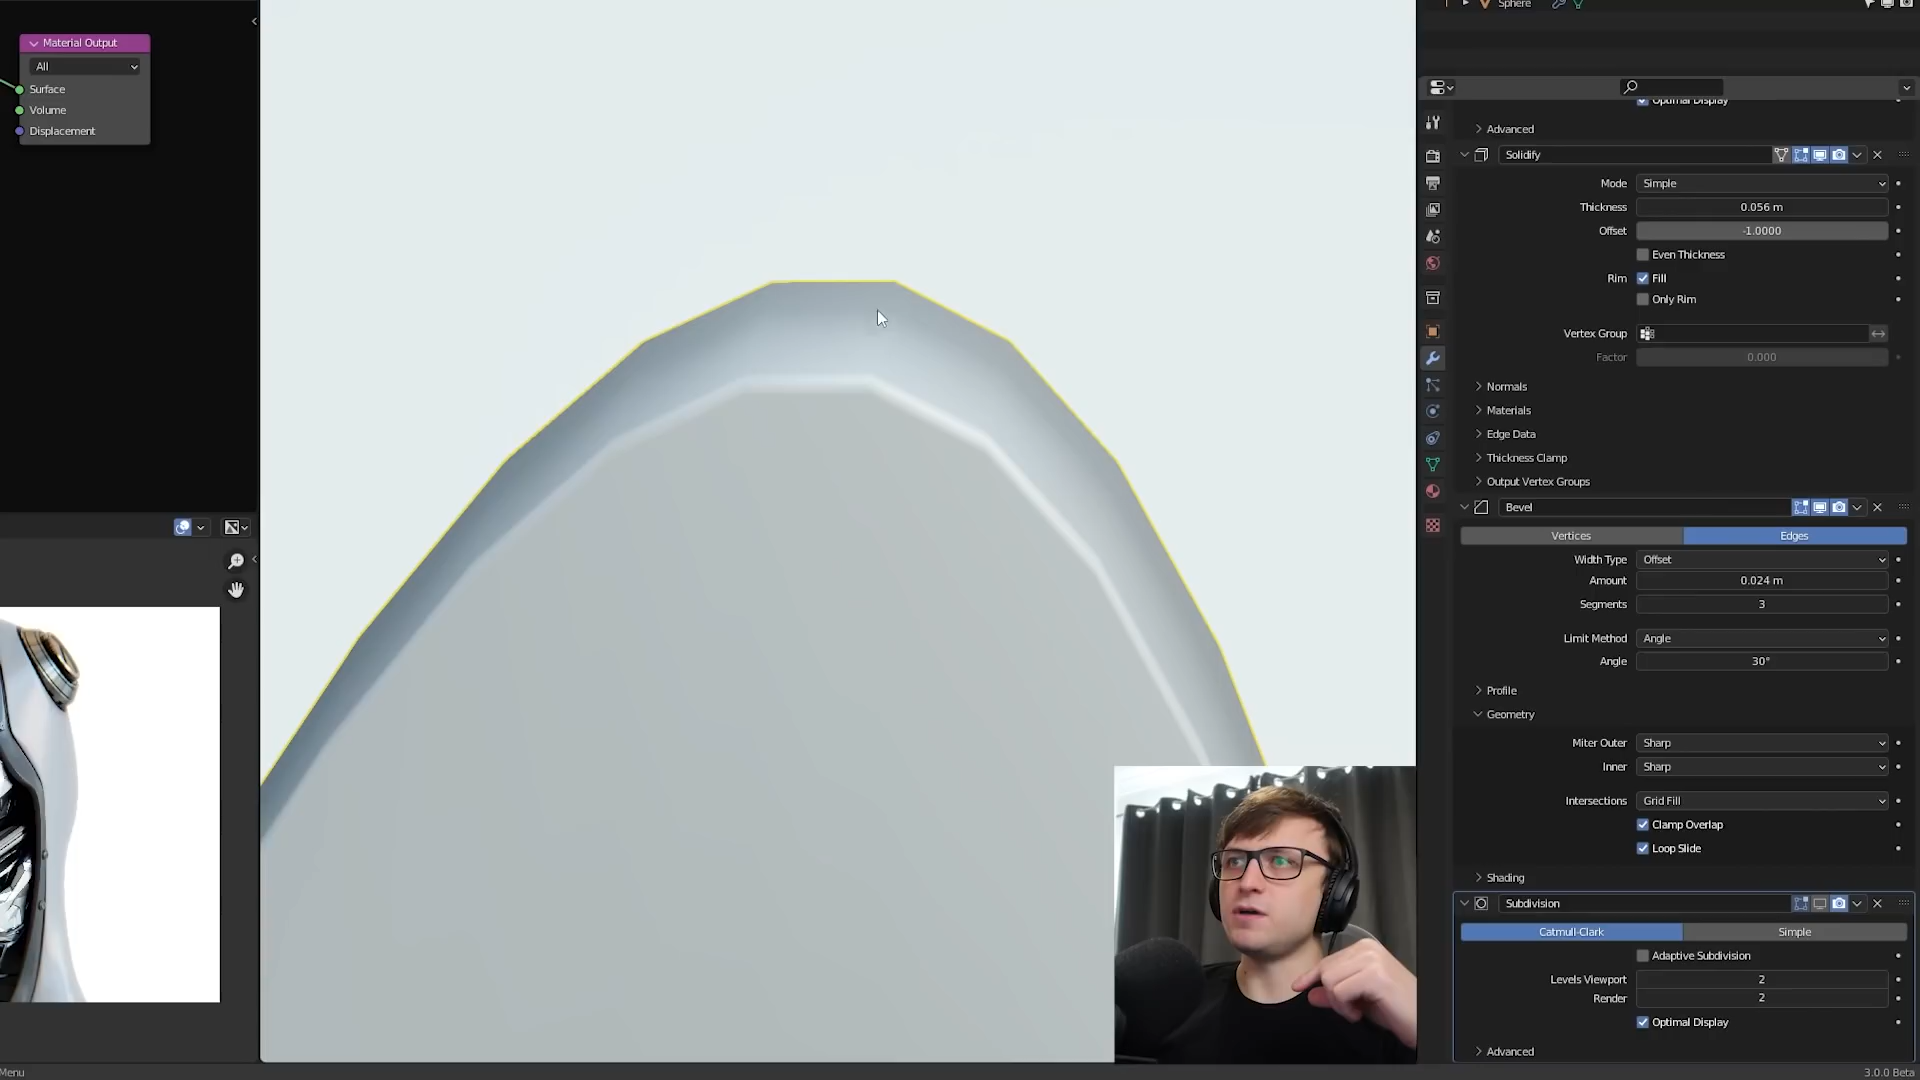 Material Output
All
Surface
Volume
Displacement
Menu
Sphere
Optimal Display
Advanced
Solidify
Mode Simple
Thickness 0.056 m
Offset -1.0000
Even Thickness
Rim Fill
Only Rim
Vertex Group
Factor 0.000
Normals
Materials
Edge Data
Thickness Clamp
Output Vertex Groups
Bevel
Vertices Edges
Width Type Offset
Amount 0.024 m
Segments 3
Limit Method Angle
Angle 30°
Profile
Geometry
Miter Outer Sharp
Inner Sharp
Intersections Grid Fill
Clamp Overlap
Loop Slide
Shading
Subdivision
Catmull-Clark Simple
Adaptive Subdivision
Levels Viewport 2
Render 2
Optimal Display
Advanced
3.0.0 Beta